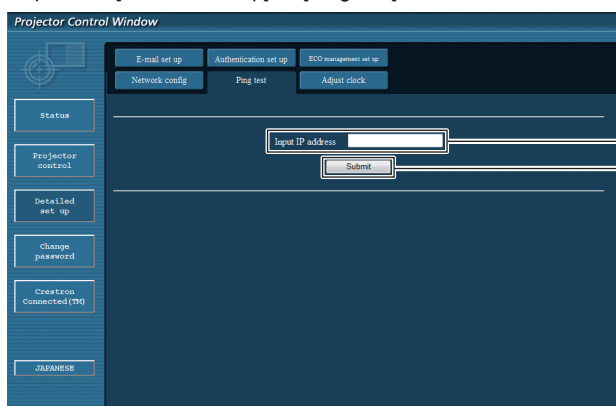 Projector Control Window
E-mail set up
Authentication set up
ECO management set up
Network config
Ping test
Adjust clock
Status
Input IP address
Submit
Projector
control
Detailed
set up
Change
password
Crestron
Connected(TM)
JAPANESE